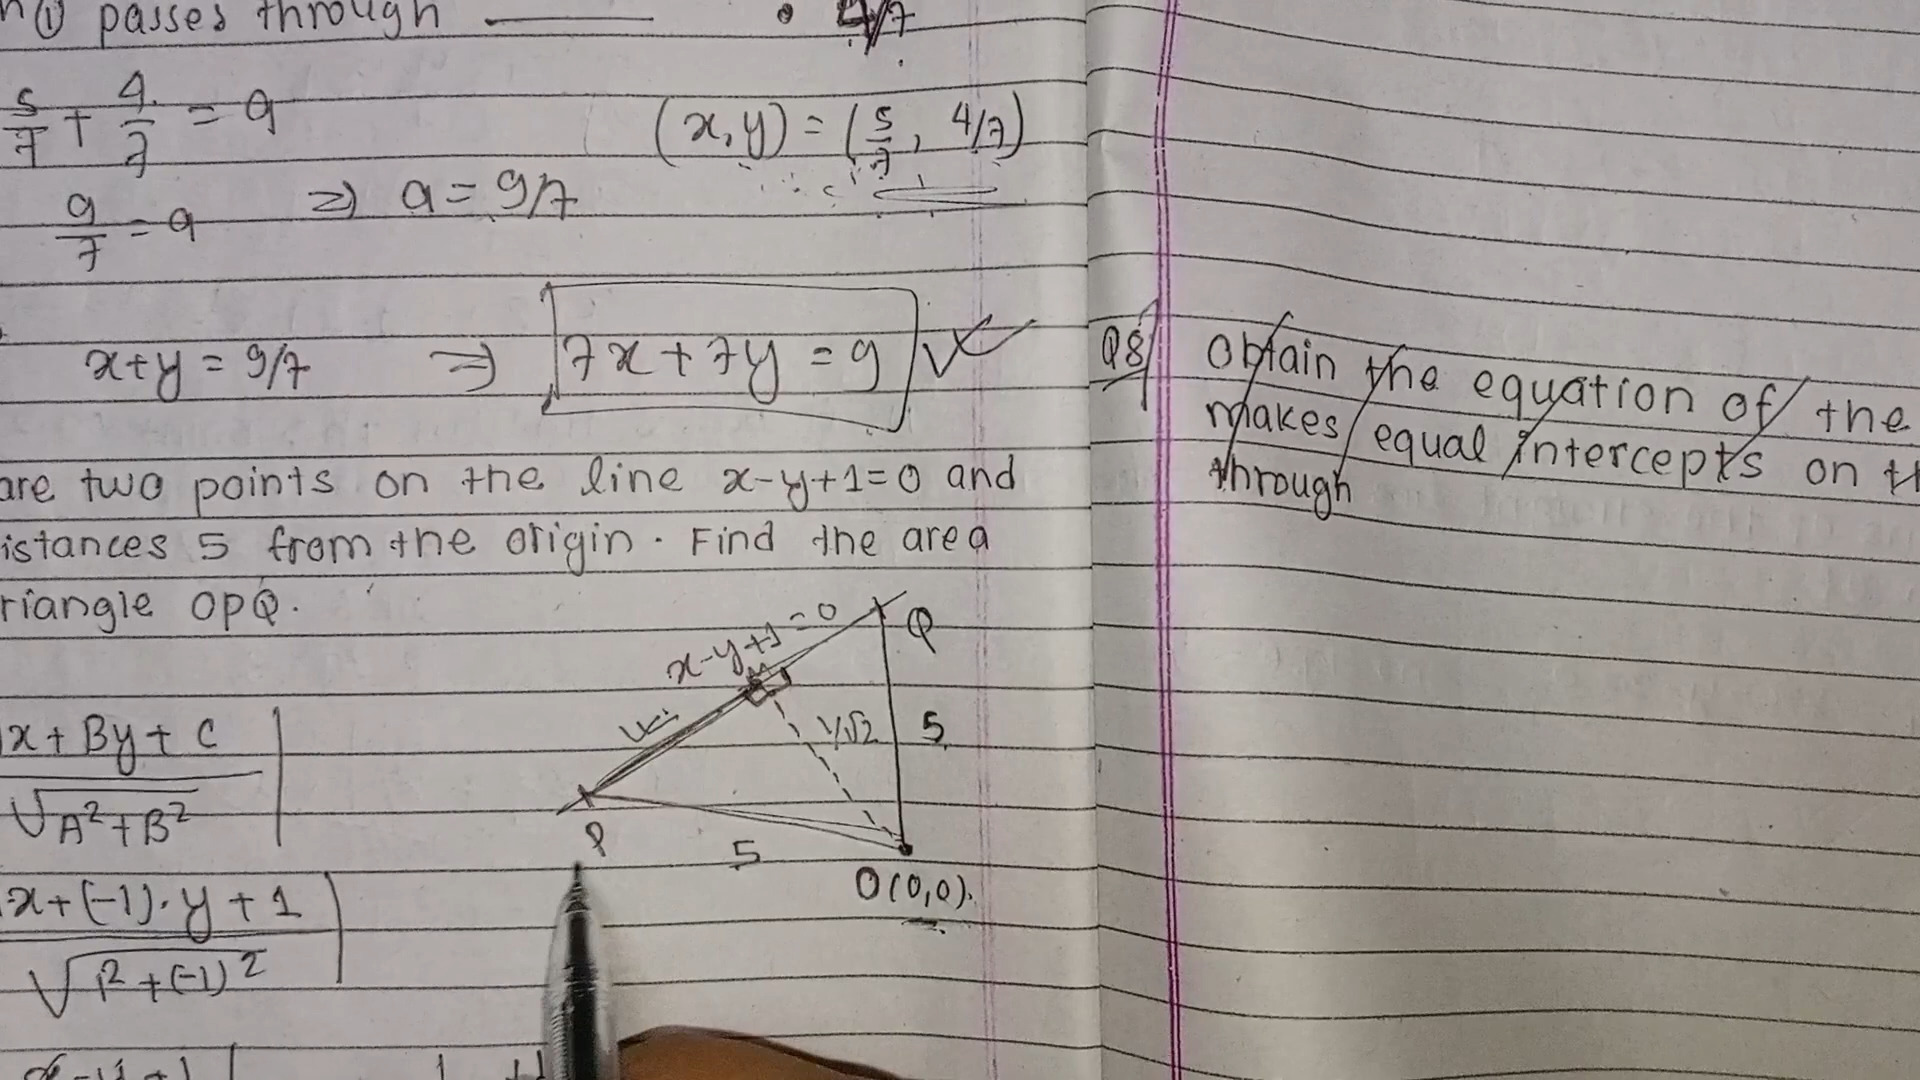 passes through
4/7
5/7 + 4/7 = a
(x, y) = (5/7, 4/7)
9/7 = a ⇒ a = 9/7
x+y = 9/7 ⇒ 7x+7y = 9
are two points on the line x-y+1=0 and
istances 5 from the origin. Find the area
riangle OPQ.
x-y+1=0
Q
M
1/√2
5
P
5
O(0,0).
x + By + C
√A²+B²
x+(-1)·y+1
√1²+(-1)²
Q8 Obtain the equation of the
makes equal intercepts on th
through